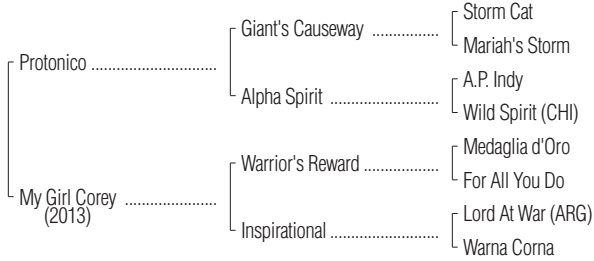 Storm Cat
Giant's Causeway ................
Mariah's Storm
Protonico ..............................
A.P. Indy
Alpha Spirit ..........................
Wild Spirit (CHI)
Medaglia d'Oro
Warrior's Reward ..................
For All You Do
My Girl Corey .....................
(2013)
Lord At War (ARG)
Inspirational ..........................
Warna Corna